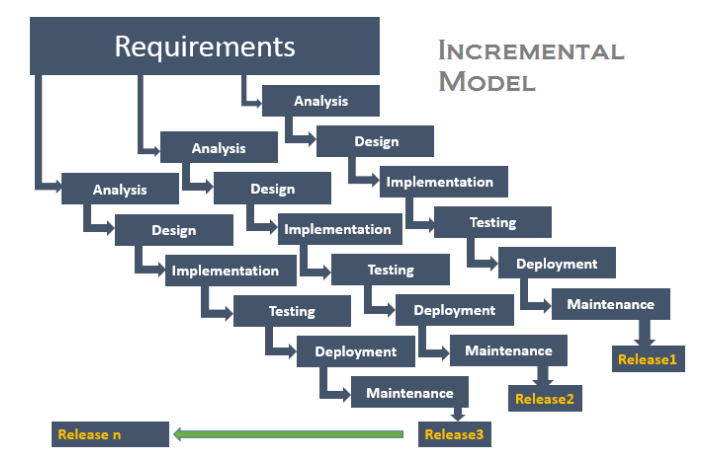 Requirements
INCREMENTAL
MODEL
Analysis
Design
Implementation
Testing
Deployment
Maintenance
Release1
Analysis
Design
Implementation
Testing
Deployment
Maintenance
Release2
Analysis
Design
Implementation
Testing
Deployment
Maintenance
Release3
Release n